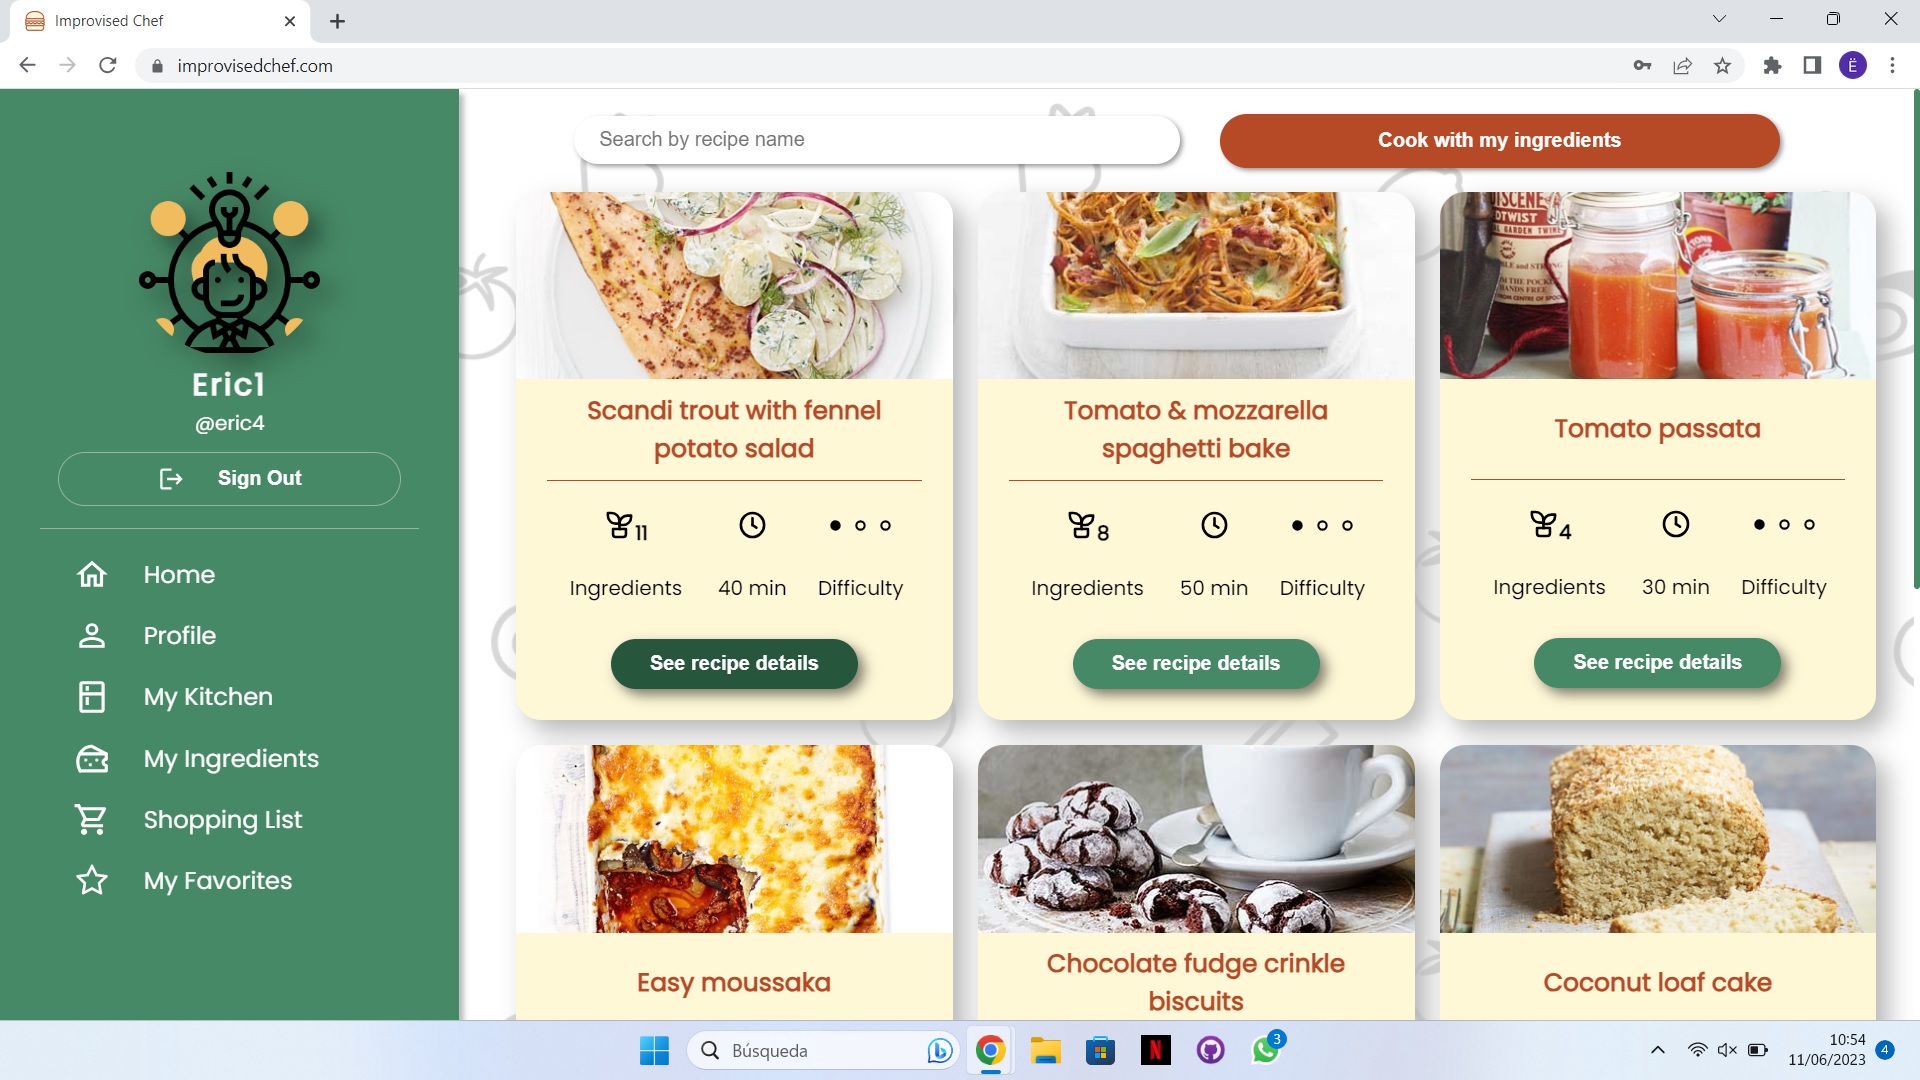 Improvised Chef
improvisedchef.com
Ë
Search by recipe name
Cook with my ingredients
Eric1
@eric4
Sign Out
Home
Profile
My Kitchen
My Ingredients
Shopping List
My Favorites
Scandi trout with fennel
potato salad
11
Ingredients 40 min Difficulty
See recipe details
Tomato & mozzarella
spaghetti bake
8
Ingredients 50 min Difficulty
See recipe details
GARDEN TWINE
Tomato passata
4
Ingredients 30 min Difficulty
See recipe details
Easy moussaka
Chocolate fudge crinkle
biscuits
Coconut loaf cake
Búsqueda
N
3
10:54
11/06/2023
4